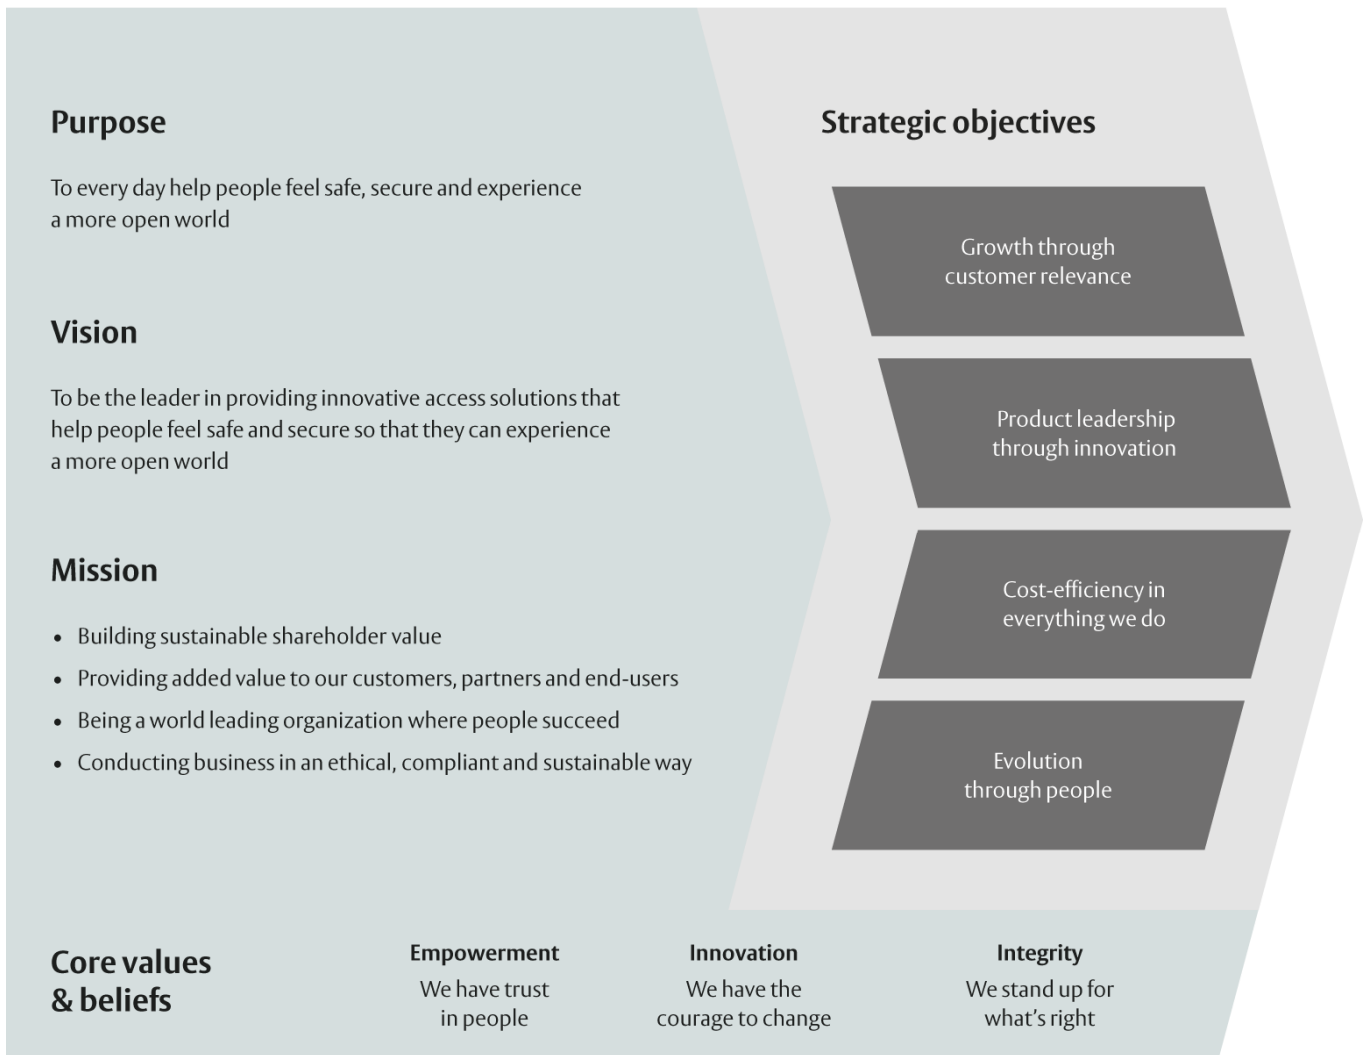 Purpose
To every day help people feel safe, secure and experience
a more open world
Vision
To be the leader in providing innovative access solutions that
help people feel safe and secure so that they can experience
a more open world
Mission
• Building sustainable shareholder value
• Providing added value to our customers, partners and end-users
• Being a world leading organization where people succeed
• Conducting business in an ethical, compliant and sustainable way
Strategic objectives
Growth through
customer relevance
Product leadership
through innovation
Cost-efficiency in
everything we do
Evolution
through people
Core values
& beliefs
Empowerment
We have trust
in people
Innovation
We have the
courage to change
Integrity
We stand up for
what’s right